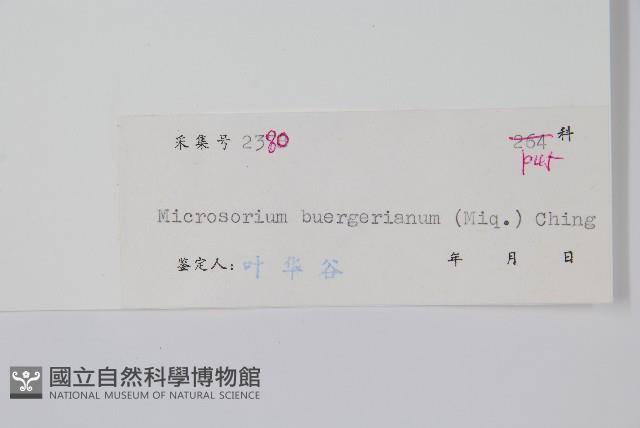 采集号 2380 264 科
put
Microsorium buergerianum (Miq.) Ching
鉴定人: 叶华谷 年 月 日
國立自然科學博物館
NATIONAL MUSEUM OF NATURAL SCIENCE